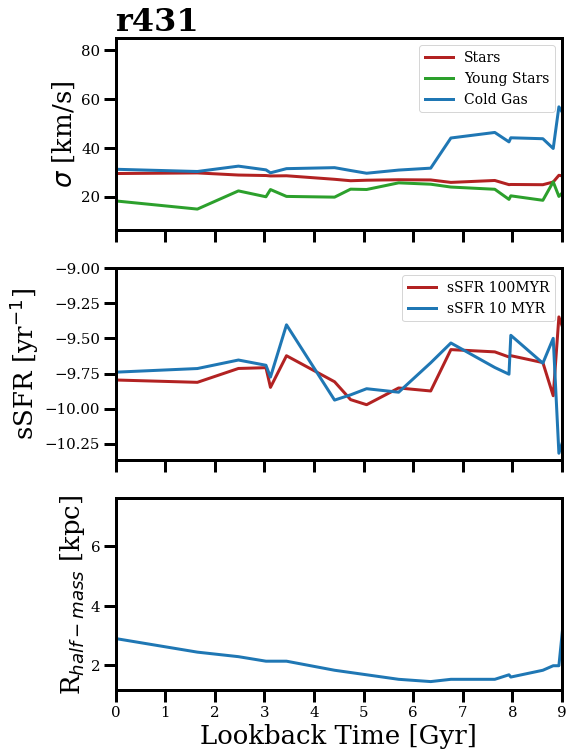 r431
80
60
40
20
σ [km/s]
Stars
Young Stars
Cold Gas
−9.00
−9.25
−9.50
−9.75
−10.00
−10.25
sSFR [yr⁻¹]
sSFR 100MYR
sSFR 10 MYR
6
4
2
R_half−mass [kpc]
0 1 2 3 4 5 6 7 8 9
Lookback Time [Gyr]